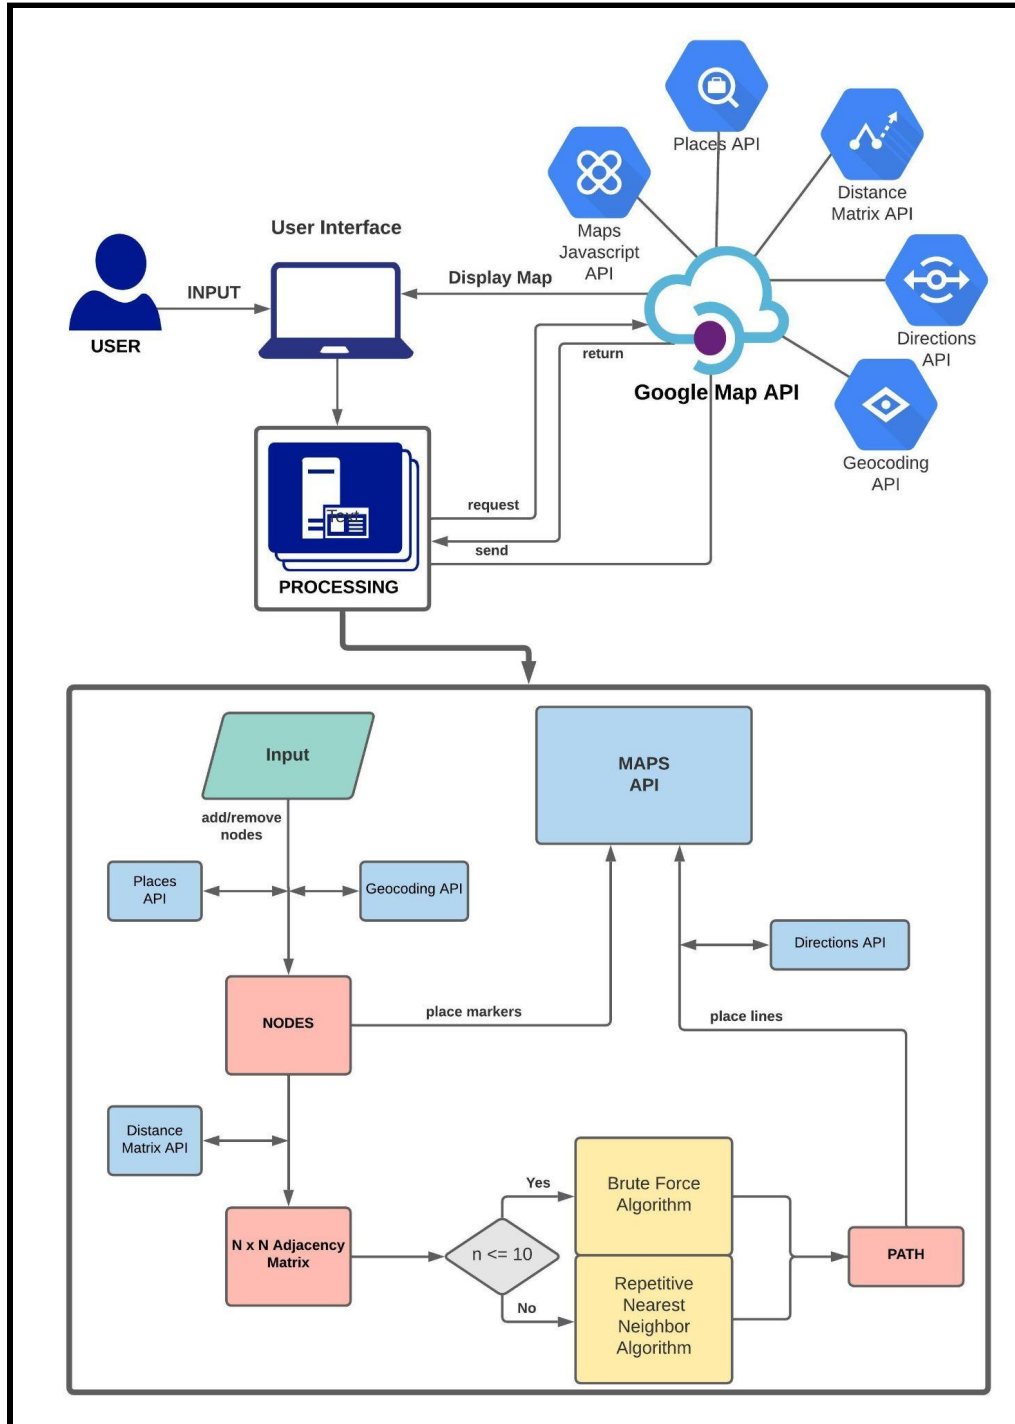 Places API
Distance
Matrix API
Maps
Javascript
API
User Interface
Display Map
INPUT
USER
return
Directions
API
Google Map API
Geocoding
API
request
Text
send
PROCESSING
Input
MAPS
API
add/remove
nodes
Places
API
Geocoding API
Directions API
NODES
place markers
place lines
Distance
Matrix API
Yes
Brute Force
Algorithm
N x N Adjacency
Matrix
n <= 10
PATH
No
Repetitive
Nearest
Neighbor
Algorithm